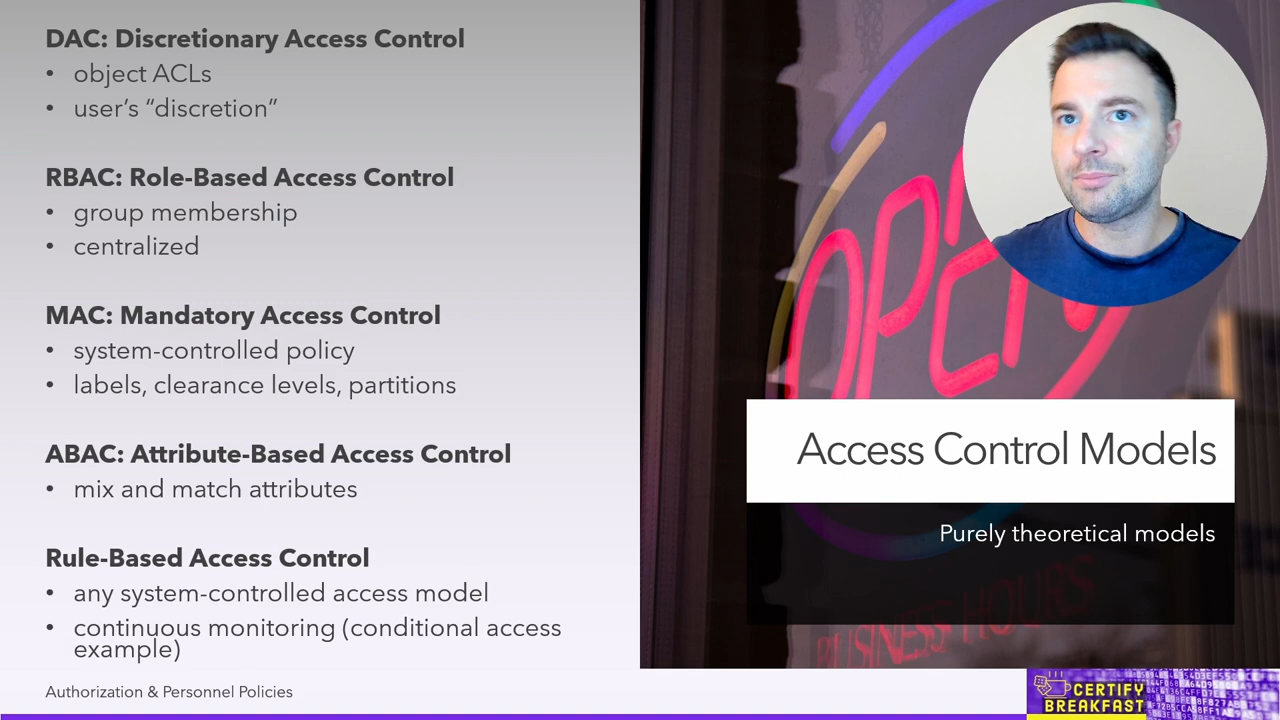 DAC: Discretionary Access Control
• object ACLs
• user's “discretion”
RBAC: Role-Based Access Control
• group membership
• centralized
MAC: Mandatory Access Control
• system-controlled policy
• labels, clearance levels, partitions
ABAC: Attribute-Based Access Control
• mix and match attributes
Rule-Based Access Control
• any system-controlled access model
• continuous monitoring (conditional access
example)
Authorization & Personnel Policies
OPEN
Access Control Models
Purely theoretical models
BUSINESS HOURS
CERTIFY
BREAKFAST